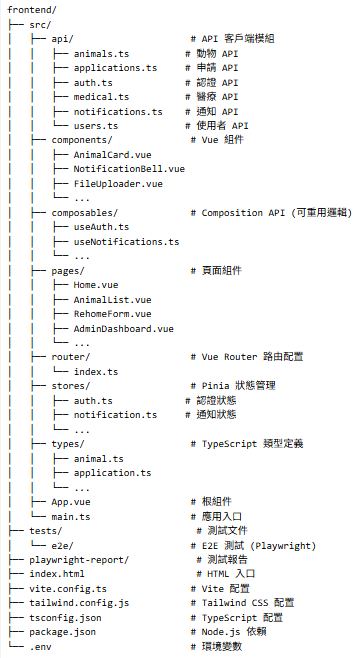 frontend/
├── src/
│   ├── api/                    # API 客戶端模組
│   │   ├── animals.ts          # 動物 API
│   │   ├── applications.ts     # 申請 API
│   │   ├── auth.ts             # 認證 API
│   │   ├── medical.ts          # 醫療 API
│   │   ├── notifications.ts    # 通知 API
│   │   └── users.ts            # 使用者 API
│   ├── components/             # Vue 組件
│   │   ├── AnimalCard.vue
│   │   ├── NotificationBell.vue
│   │   ├── FileUploader.vue
│   │   └── ...
│   ├── composables/            # Composition API (可重用邏輯)
│   │   ├── useAuth.ts
│   │   ├── useNotifications.ts
│   │   └── ...
│   ├── pages/                  # 頁面組件
│   │   ├── Home.vue
│   │   ├── AnimalList.vue
│   │   ├── RehomeForm.vue
│   │   ├── AdminDashboard.vue
│   │   └── ...
│   ├── router/                 # Vue Router 路由配置
│   │   └── index.ts
│   ├── stores/                 # Pinia 狀態管理
│   │   ├── auth.ts             # 認證狀態
│   │   ├── notification.ts     # 通知狀態
│   │   └── ...
│   ├── types/                  # TypeScript 類型定義
│   │   ├── animal.ts
│   │   ├── application.ts
│   │   └── ...
│   ├── App.vue                 # 根組件
│   └── main.ts                 # 應用入口
├── tests/                      # 測試文件
│   └── e2e/                    # E2E 測試 (Playwright)
├── playwright-report/          # 測試報告
├── index.html                  # HTML 入口
├── vite.config.ts              # Vite 配置
├── tailwind.config.js          # Tailwind CSS 配置
├── tsconfig.json               # TypeScript 配置
├── package.json                # Node.js 依賴
└── .env                        # 環境變數